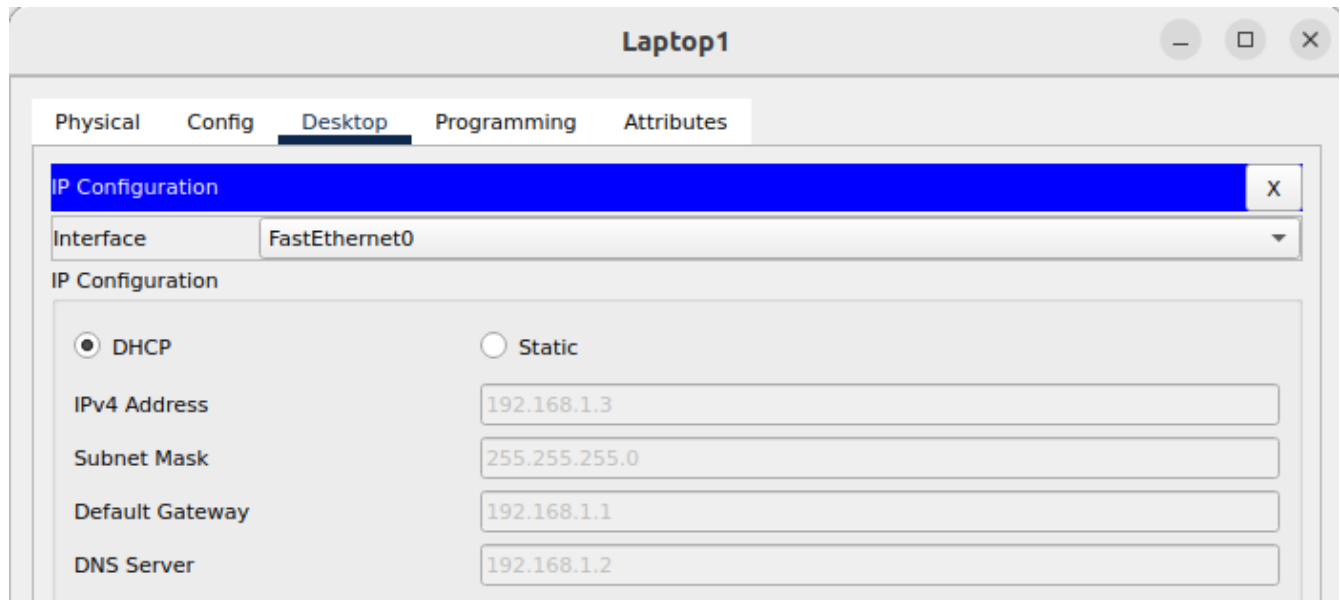 Laptop1
Physical Config Desktop Programming Attributes
IP Configuration X
Interface FastEthernet0
IP Configuration
DHCP Static
IPv4 Address 192.168.1.3
Subnet Mask 255.255.255.0
Default Gateway 192.168.1.1
DNS Server 192.168.1.2